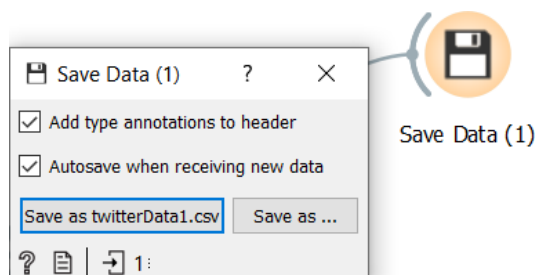 Save Data (1) ?
Add type annotations to header
Save Data (1)
Autosave when receiving new data
Save as twitterData1.csv Save as ...
? 1